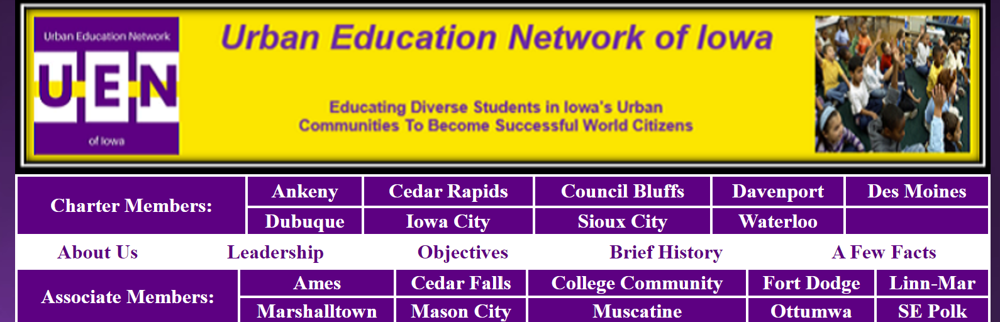 Urban Education Network
UEN
of Iowa
Urban Education Network of Iowa
Educating Diverse Students in Iowa's Urban
Communities To Become Successful World Citizens
Charter Members:
Ankeny Cedar Rapids Council Bluffs Davenport Des Moines
Dubuque Iowa City Sioux City Waterloo
About Us Leadership Objectives Brief History A Few Facts
Associate Members:
Ames Cedar Falls College Community Fort Dodge Linn-Mar
Marshalltown Mason City Muscatine Ottumwa SE Polk